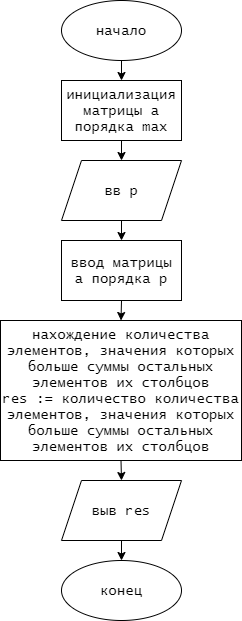 начало
инициализация
матрицы a
порядка max
вв p
ввод матрицы
a порядка p
нахождение количества
элементов, значения которых
больше суммы остальных
элементов их столбцов
res := количество количества
элементов, значения которых
больше суммы остальных
элементов их столбцов
выв res
конец